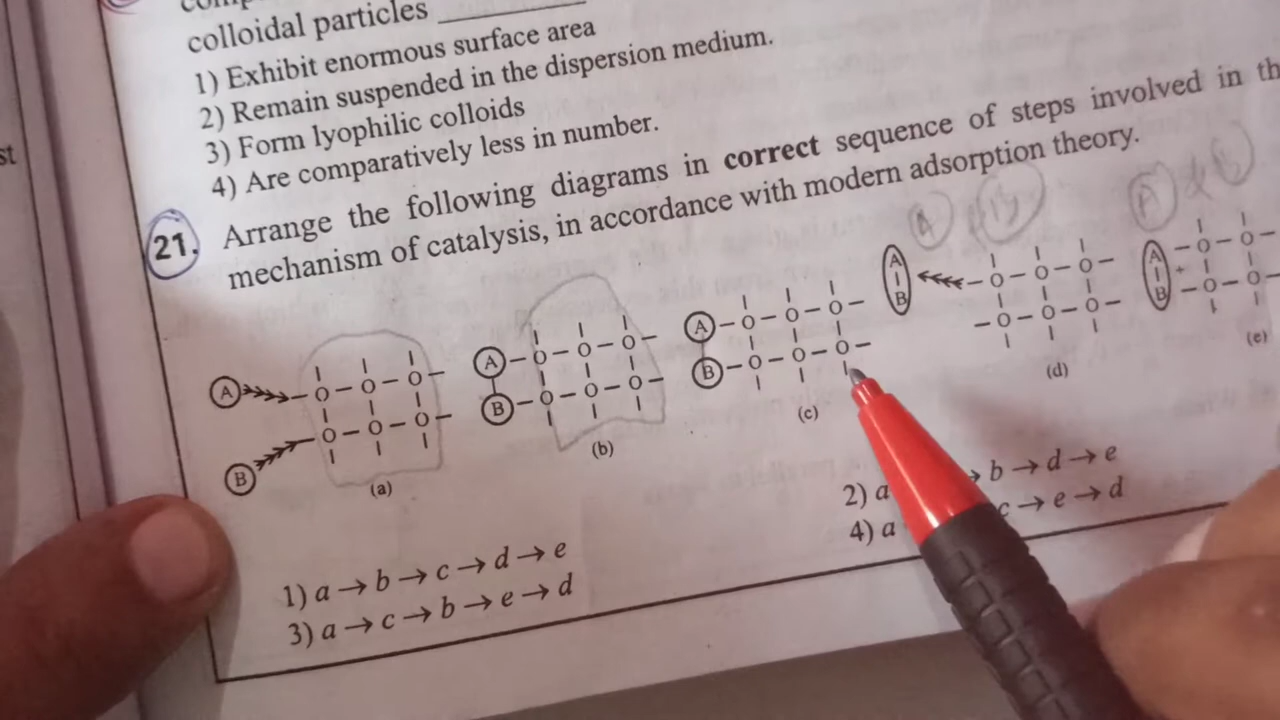 colloidal particles
1) Exhibit enormous surface area
2) Remain suspended in the dispersion medium.
3) Form lyophilic colloids
4) Are comparatively less in number.
21. Arrange the following diagrams in correct sequence of steps involved in th
mechanism of catalysis, in accordance with modern adsorption theory.
A O O O O O O B (a)
A O O O B O O O (b)
A O O O B O O O (c)
A B O O O O O O (d)
A B O O O O (e)
1) a → b → c → d → e
2) a → b → d → e
3) a → c → b → e → d
4) a c → e → d
st